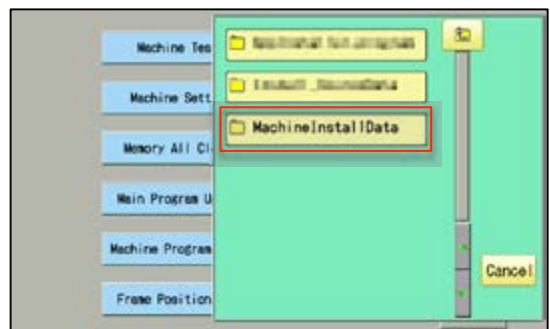 Machine Tes
Machine Sett
MachineInstallData
Memory All Cl
Main Program U
Machine Program
Cancel
Frame Position